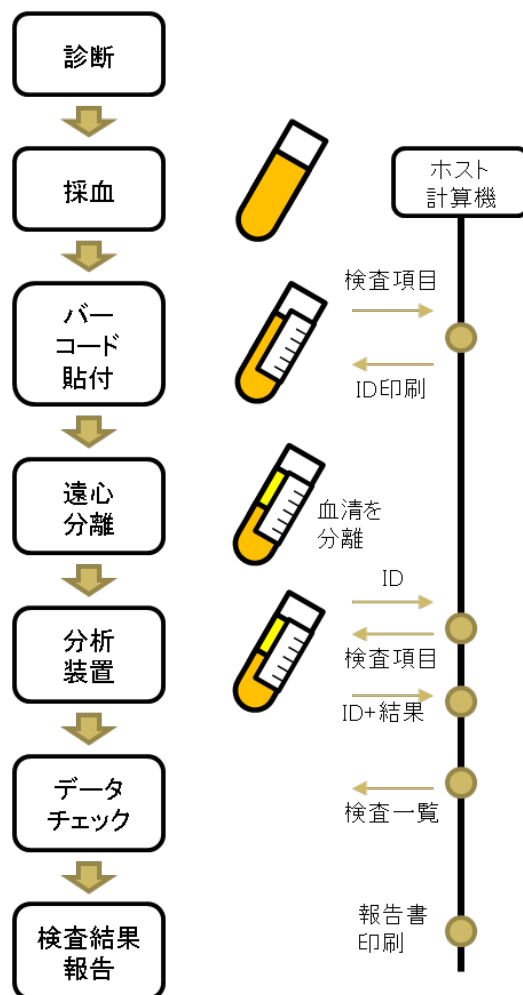 診断
採血
ホスト
計算機
バー
コード
貼付
検査項目
ID印刷
遠心
分離
血清を
分離
分析
装置
ID
検査項目
ID+結果
データ
チェック
検査一覧
検査結果
報告
報告書
印刷